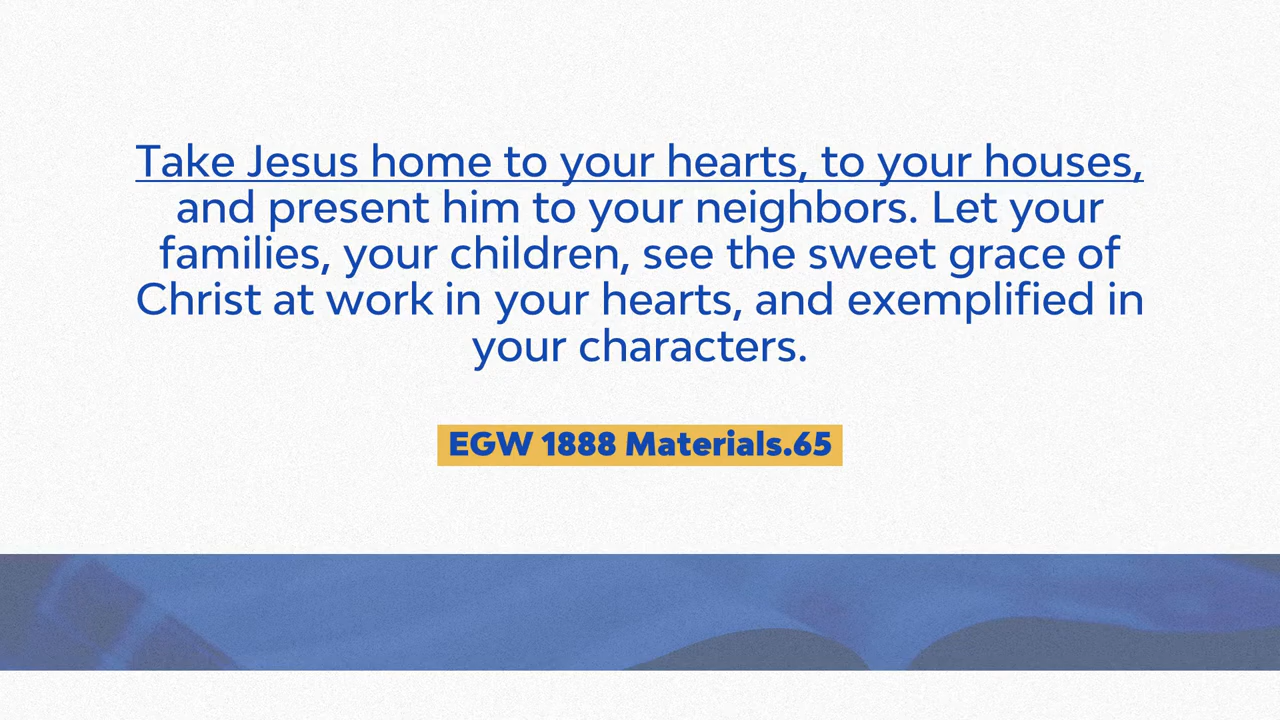 Take Jesus home to your hearts, to your houses,
and present him to your neighbors. Let your
families, your children, see the sweet grace of
Christ at work in your hearts, and exemplified in
your characters.
EGW 1888 Materials.65